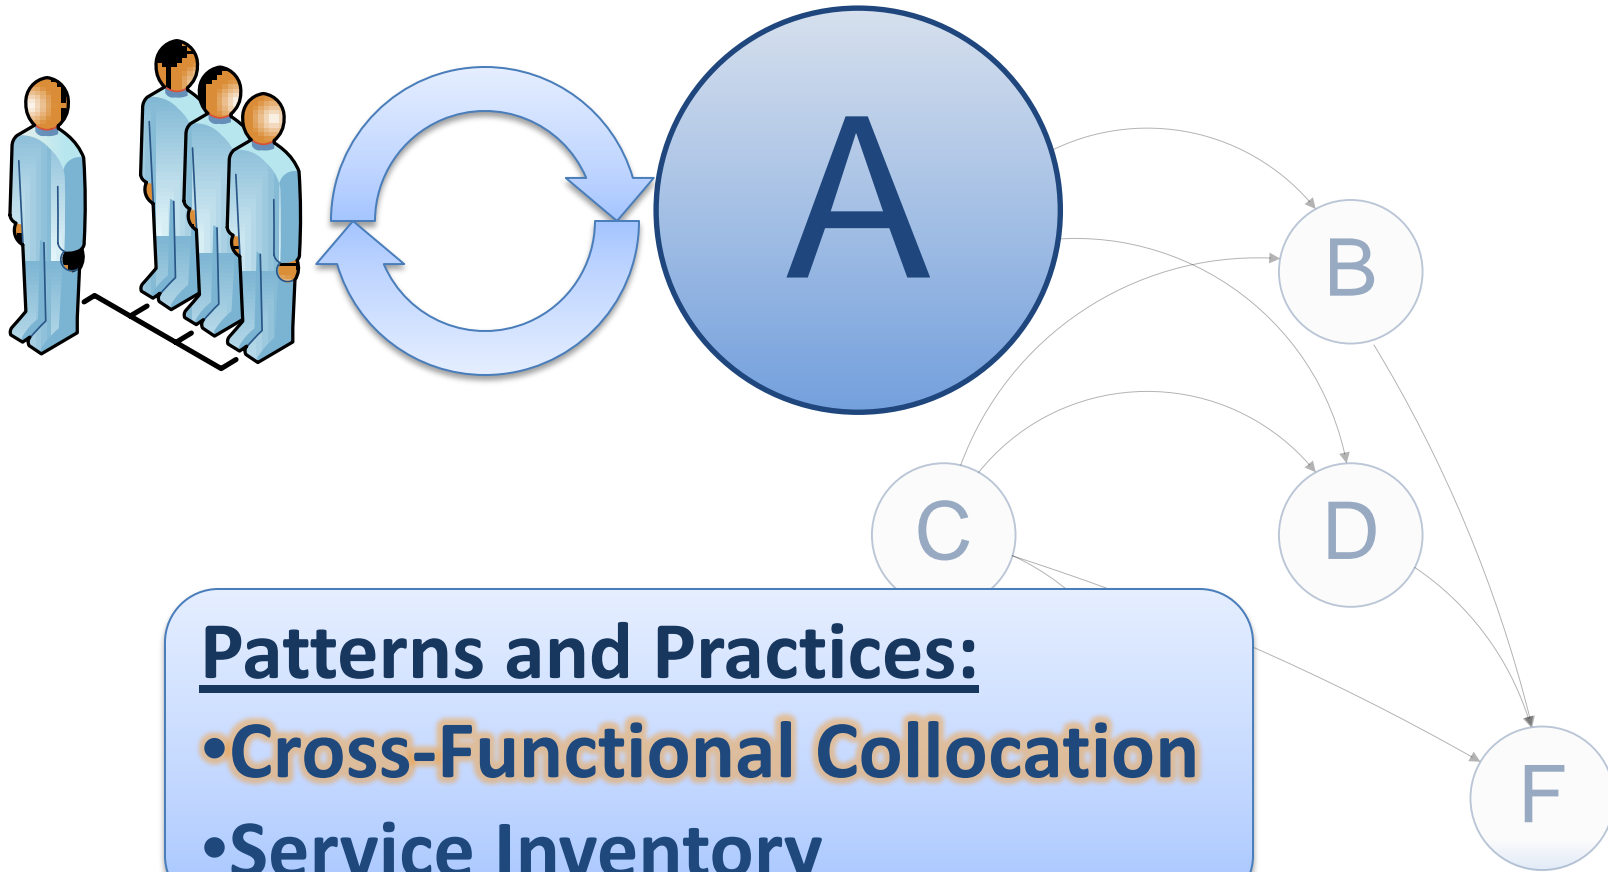 A
B
C
D
Patterns and Practices:
•Cross-Functional Collocation
F
•Service Inventory